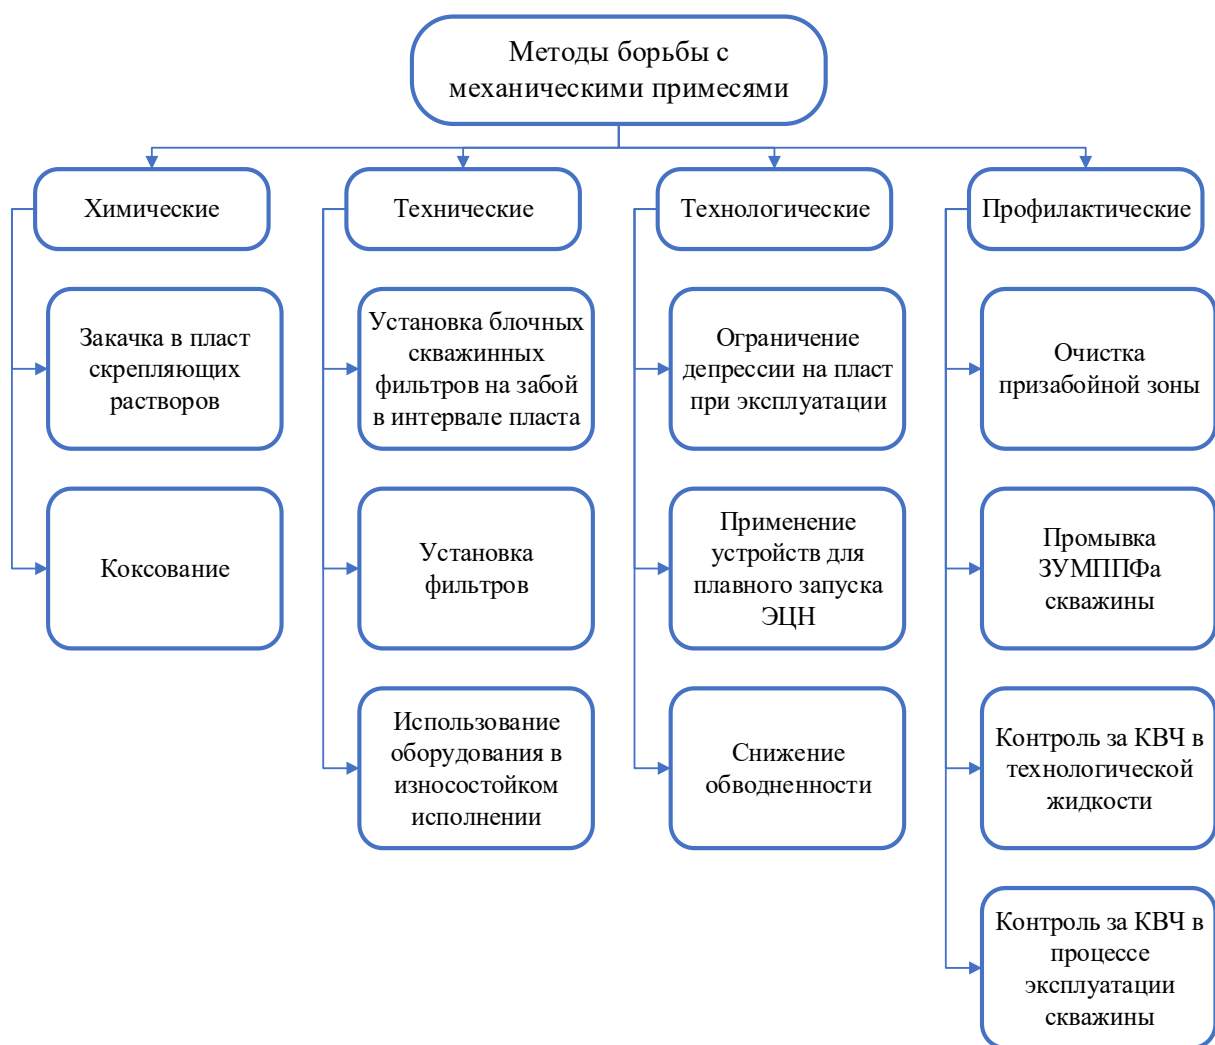 Методы борьбы с
механическими примесями
Химические
Технические
Технологические
Профилактические
Закачка в пласт
скрепляющих
растворов
Установка блочных
скважинных
фильтров на забой
в интервале пласта
Ограничение
депрессии на пласт
при эксплуатации
Очистка
призабойной зоны
Коксование
Установка
фильтров
Применение
устройств для
плавного запуска
ЭЦН
Промывка
ЗУМППФа
скважины
Использование
оборудования в
износостойком
исполнении
Снижение
обводненности
Контроль за КВЧ в
технологической
жидкости
Контроль за КВЧ в
процессе
эксплуатации
скважины